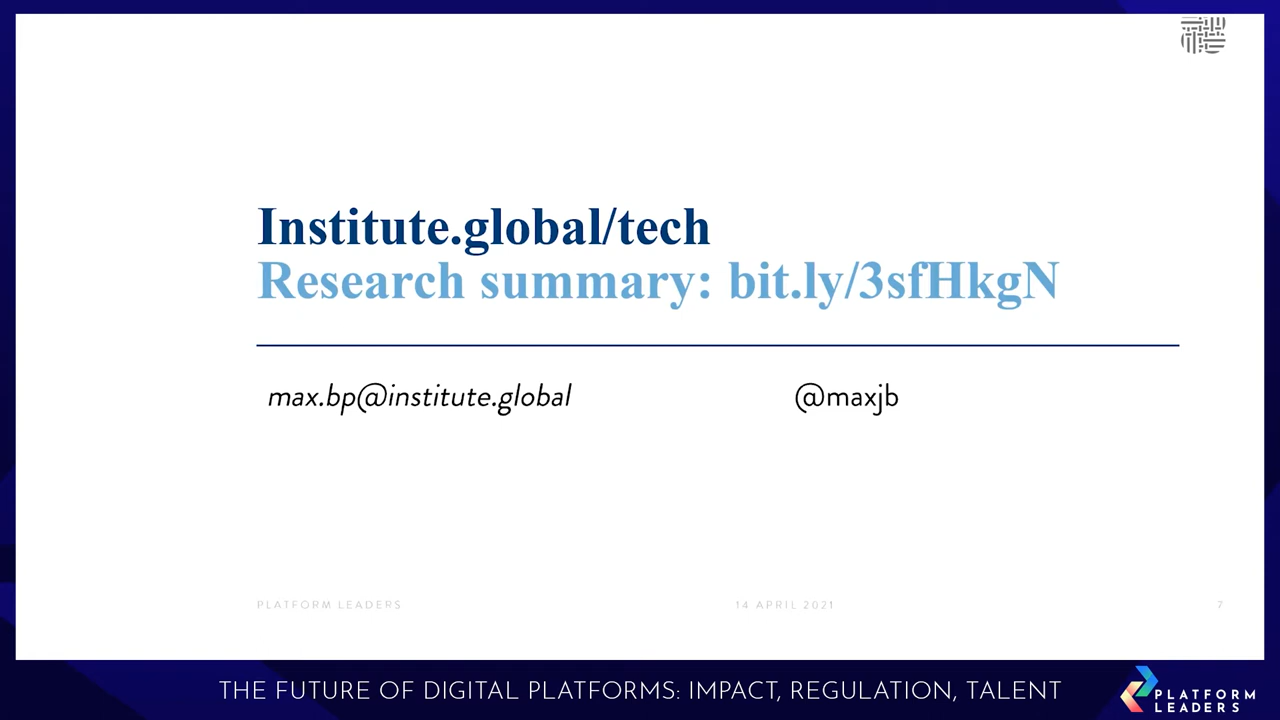 Institute.global/tech
Research summary: bit.ly/3sfHkgN
max.bp@institute.global
@maxjb
PLATFORM LEADERS
14 APRIL 2021
7
THE FUTURE OF DIGITAL PLATFORMS: IMPACT, REGULATION, TALENT
PLATFORM
LEADERS